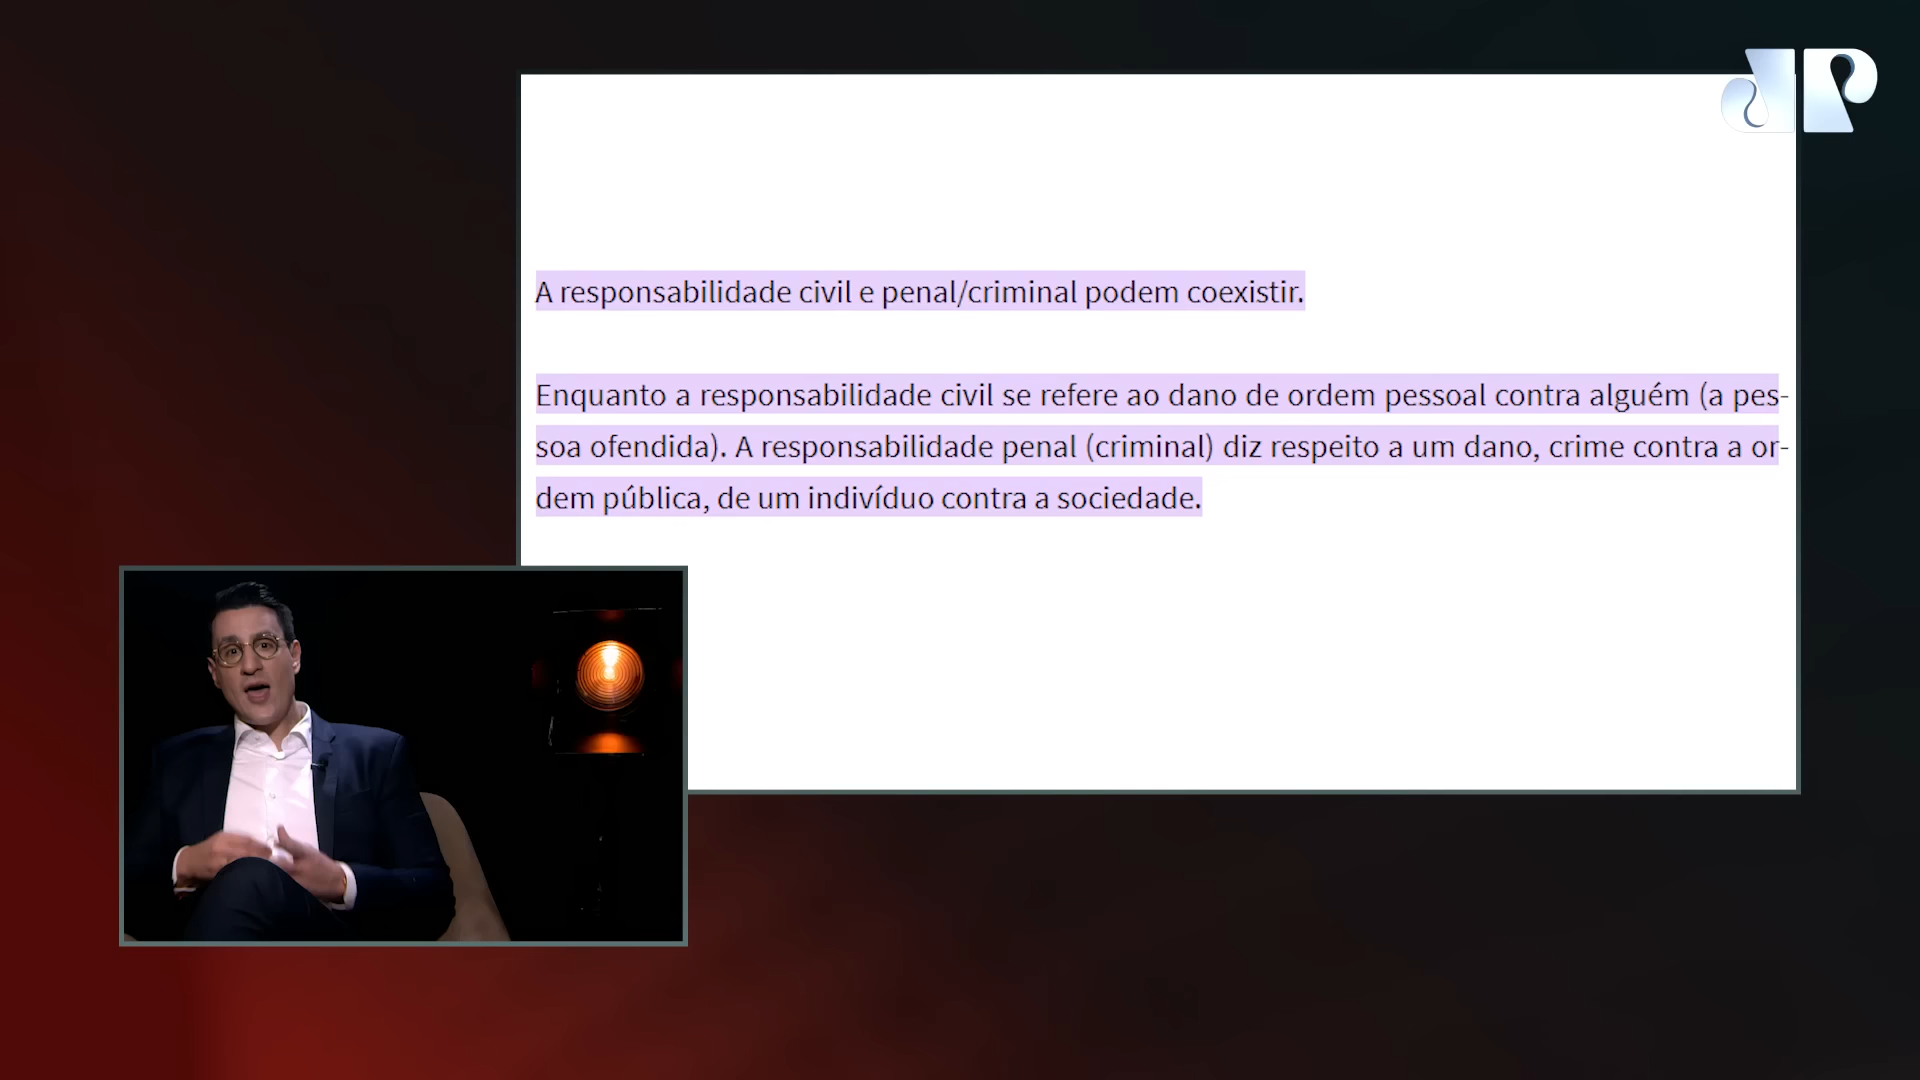 JP
A responsabilidade civil e penal/criminal podem coexistir.
Enquanto a responsabilidade civil se refere ao dano de ordem pessoal contra alguém (a pes-
soa ofendida). A responsabilidade penal (criminal) diz respeito a um dano, crime contra a or-
dem pública, de um indivíduo contra a sociedade.